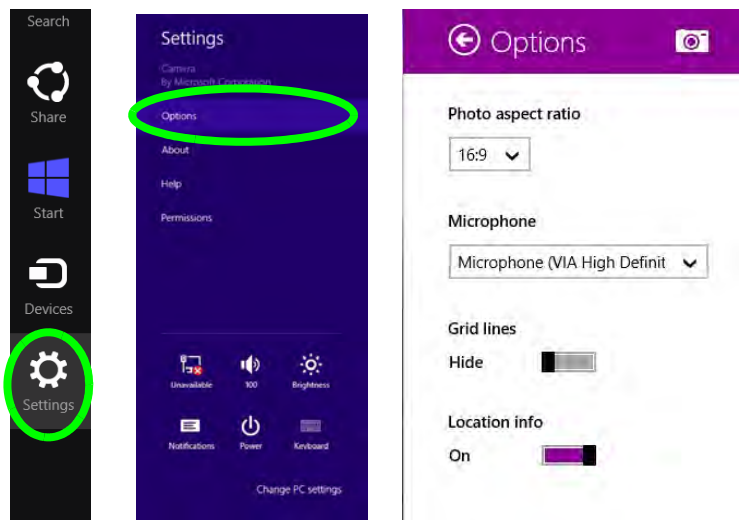 Search
Share
Start
Devices
Settings
Settings
Camera
By Microsoft Corporation
Options
About
Help
Permissions
Unavailable
100
Brightness
Notifications
Power
Keyboard
Change PC settings
Options
Photo aspect ratio
16:9
Microphone
Microphone (VIA High Definit
Grid lines
Hide
Location info
On